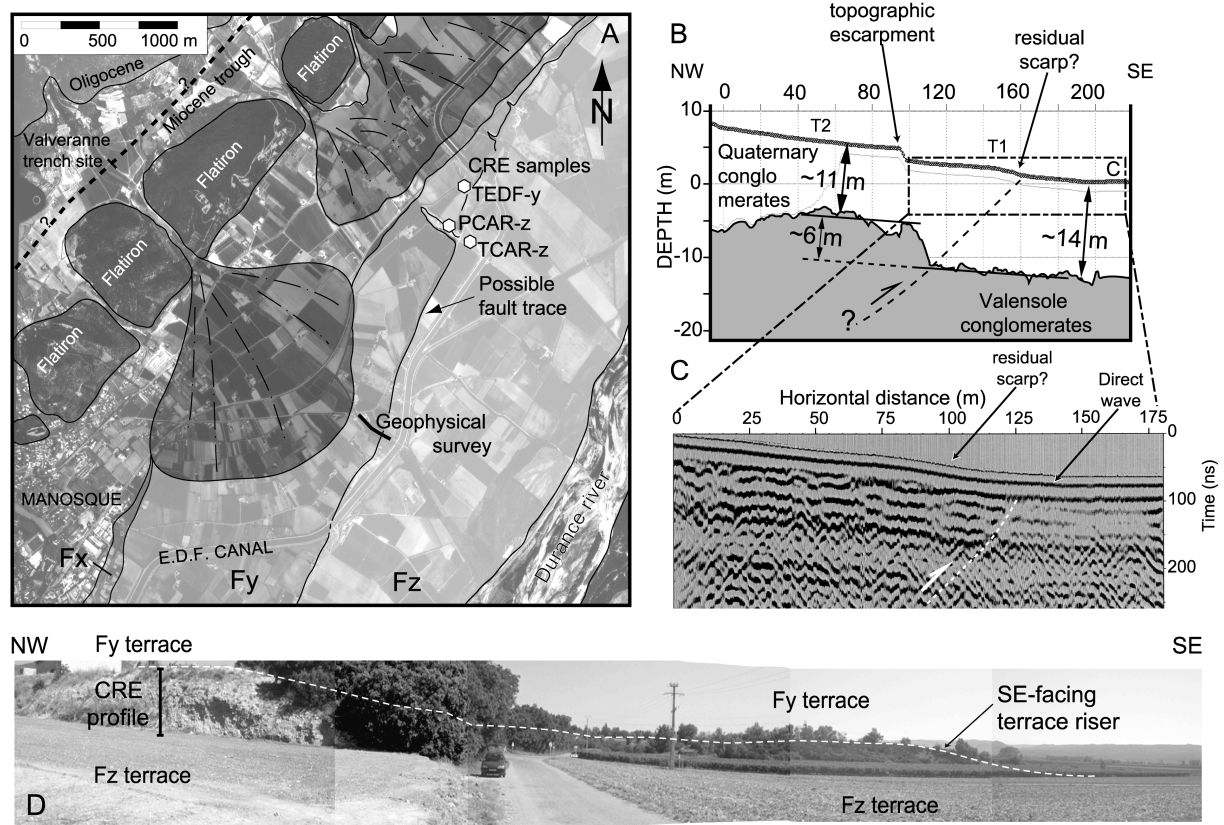 0 500 1000 m
A
N
Oligocene
?
Miocene trough
Flatiron
Valveranne
trench site
Flatiron
CRE samples
TEDF-y
PCAR-z
TCAR-z
?
Flatiron
Possible
fault trace
Flatiron
Geophysical
survey
MANOSQUE
Durance river
E.D.F. CANAL
Fx
Fy
Fz
B
topographic
escarpment
residual
scarp?
NW
SE
0 40 80 120 160 200
10
0
-10
-20
DEPTH (m)
T2
T1
Quaternary
conglo
merates
~11 m
C
~6 m
~14 m
?
Valensole
conglomerates
C
residual
scarp?
Direct
wave
Horizontal distance (m)
0 25 50 75 100 125 150 175
0
100
200
Time (ns)
NW
SE
Fy terrace
CRE
profile
Fy terrace
SE-facing
terrace riser
Fz terrace
Fz terrace
D